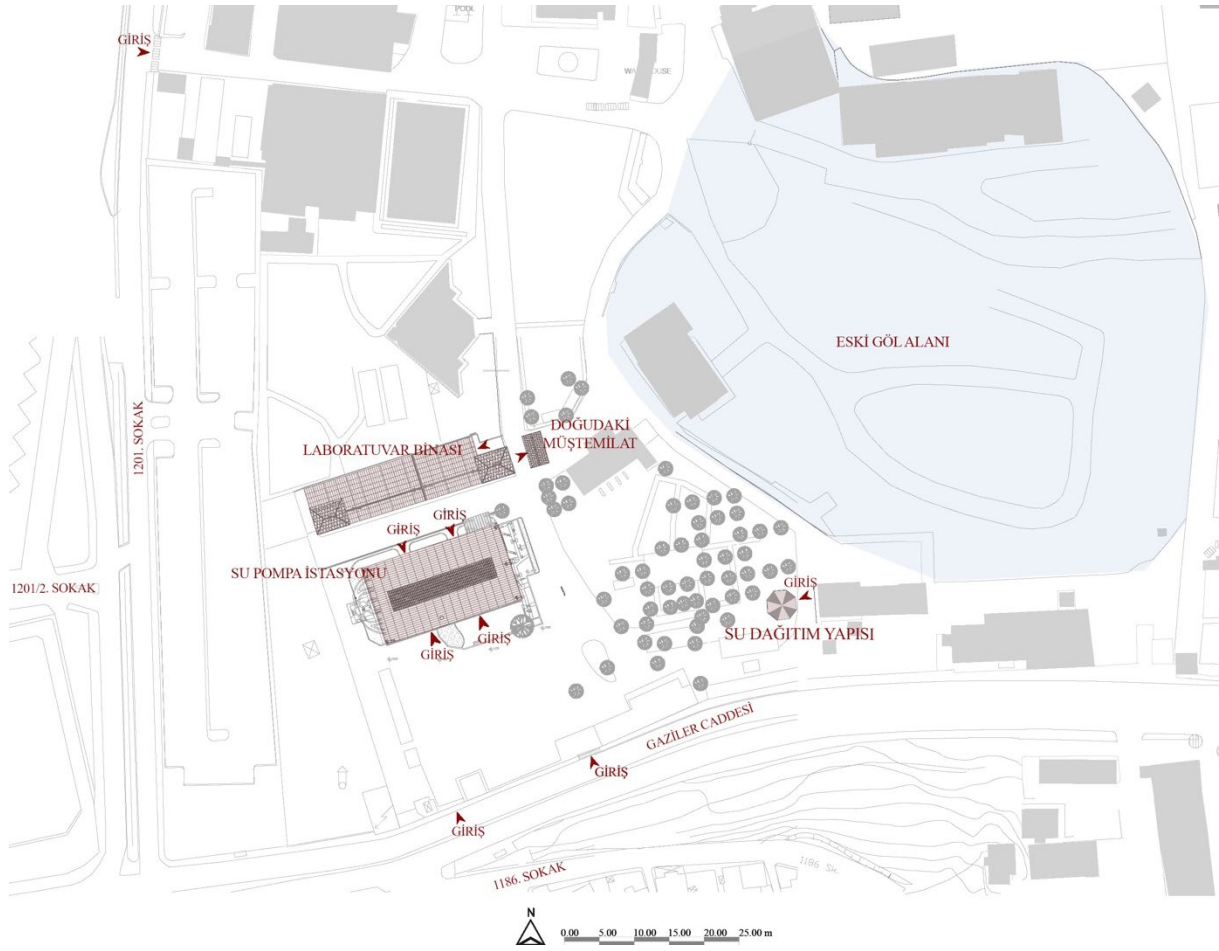 POOL
GİRİŞ
WAREHOUSE
ESKİ GÖL ALANI
1201. SOKAK
DOĞUDAKİ
MÜŞTEMİLAT
LABORATUVAR BİNASI
GİRİŞ
GİRİŞ
SU POMPA İSTASYONU
1201/2. SOKAK
GİRİŞ
SU DAĞITIM YAPISI
GİRİŞ
GİRİŞ
GAZİLER CADDESİ
GİRİŞ
GİRİŞ
1186 SK.
1186. SOKAK
N
0.00 5.00 10.00 15.00 20.00 25.00 m